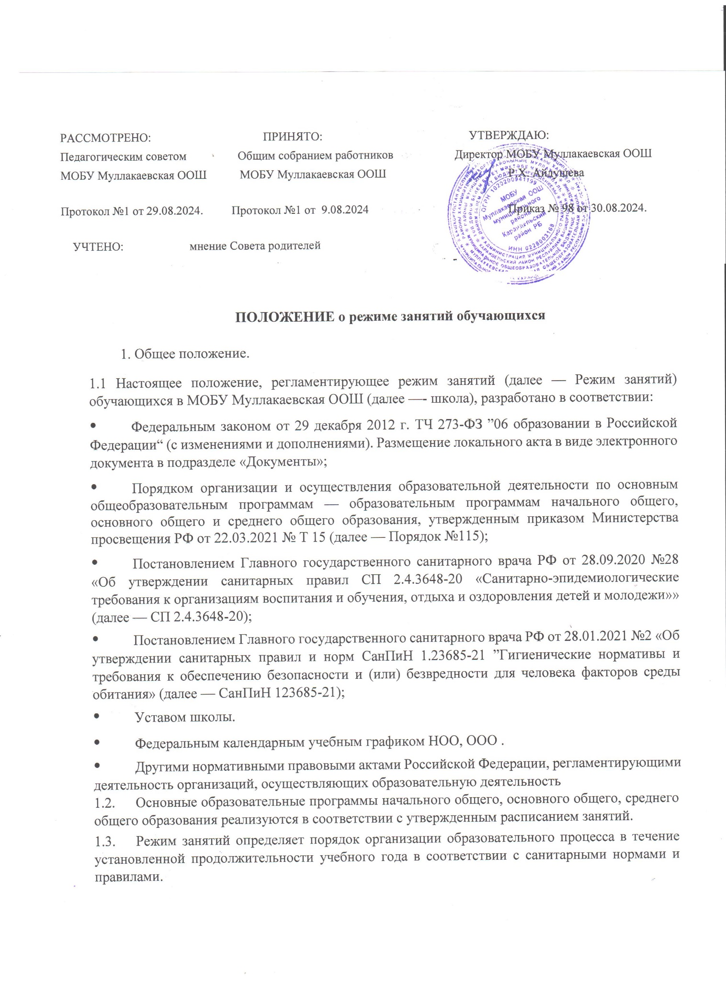 РАССМОТРЕНО: ПРИНЯТО: УТВЕРЖДАЮ:
Педагогическим советом Общим собранием работников Директор МОБУ Муллакаевская ООШ
МОБУ Муллакаевская ООШ МОБУ Муллакаевская ООШ Р.Х. Айдушева
Протокол №1 от 29.08.2024. Протокол №1 от 9.08.2024 Приказ № 98 от 30.08.2024.
УЧТЕНО: мнение Совета родителей
ОГРН 1020200941199
МОБУ
Муллакаевская ООШ
муниципального
района
Караидельский
район РБ
ИНН 0228003168
ПОЛОЖЕНИЕ о режиме занятий обучающихся
1. Общее положение.
1.1 Настоящее положение, регламентирующее режим занятий (далее — Режим занятий)
обучающихся в МОБУ Муллакаевская ООШ (далее —- школа), разработано в соответствии:
• Федеральным законом от 29 декабря 2012 г. ТЧ 273-ФЗ ”06 образовании в Российской
Федерации“ (с изменениями и дополнениями). Размещение локального акта в виде электронного
документа в подразделе «Документы»;
• Порядком организации и осуществления образовательной деятельности по основным
общеобразовательным программам — образовательным программам начального общего,
основного общего и среднего общего образования, утвержденным приказом Министерства
просвещения РФ от 22.03.2021 № Т 15 (далее — Порядок №115);
• Постановлением Главного государственного санитарного врача РФ от 28.09.2020 №28
«Об утверждении санитарных правил СП 2.4.3648-20 «Санитарно-эпидемиологические
требования к организациям воспитания и обучения, отдыха и оздоровления детей и молодежи»»
(далее — СП 2.4.3648-20);
• Постановлением Главного государственного санитарного врача РФ от 28.01.2021 №2 «Об
утверждении санитарных правил и норм СанПиН 1.23685-21 ”Гигиенические нормативы и
требования к обеспечению безопасности и (или) безвредности для человека факторов среды
обитания» (далее — СанПиН 123685-21);
• Уставом школы.
• Федеральным календарным учебным графиком НОО, ООО .
• Другими нормативными правовыми актами Российской Федерации, регламентирующими
деятельность организаций, осуществляющих образовательную деятельность
1.2. Основные образовательные программы начального общего, основного общего, среднего
общего образования реализуются в соответствии с утвержденным расписанием занятий.
1.3. Режим занятий определяет порядок организации образовательного процесса в течение
установленной продолжительности учебного года в соответствии с санитарными нормами и
правилами.